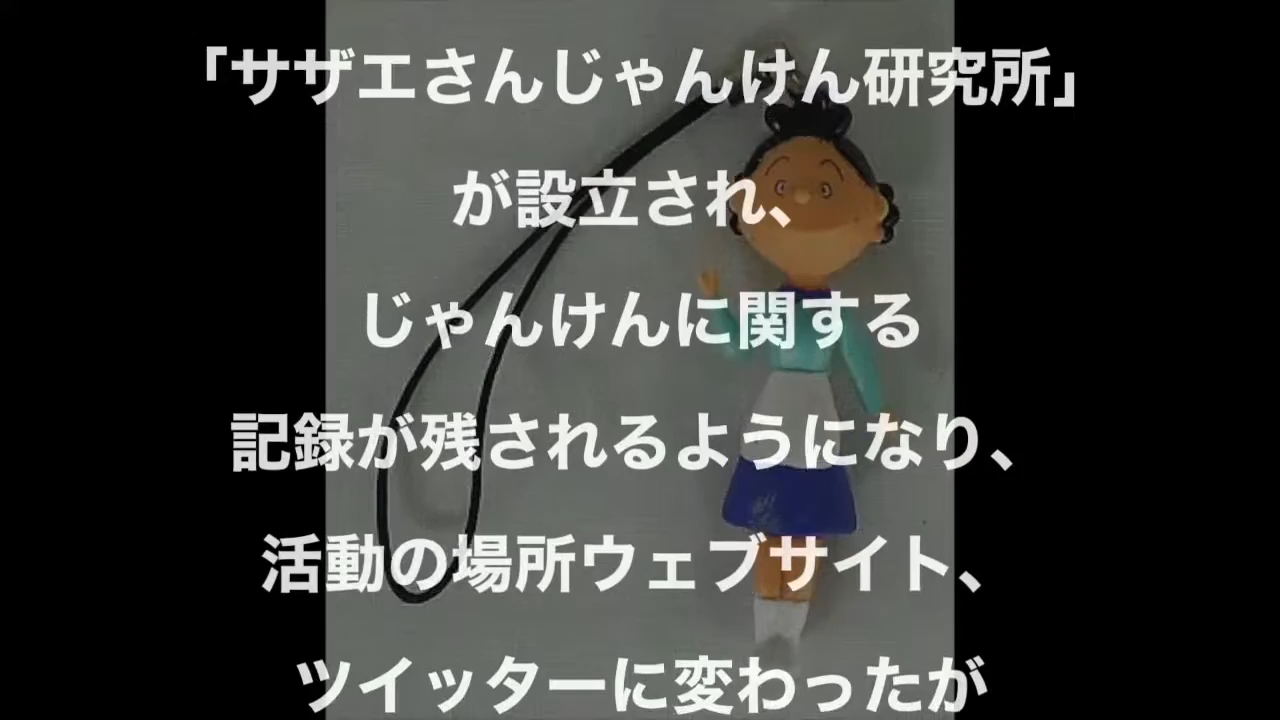 「サザエさんじゃんけん研究所」
が設立され、
じゃんけんに関する
記録が残されるようになり、
活動の場所ウェブサイト、
ツイッターに変わったが